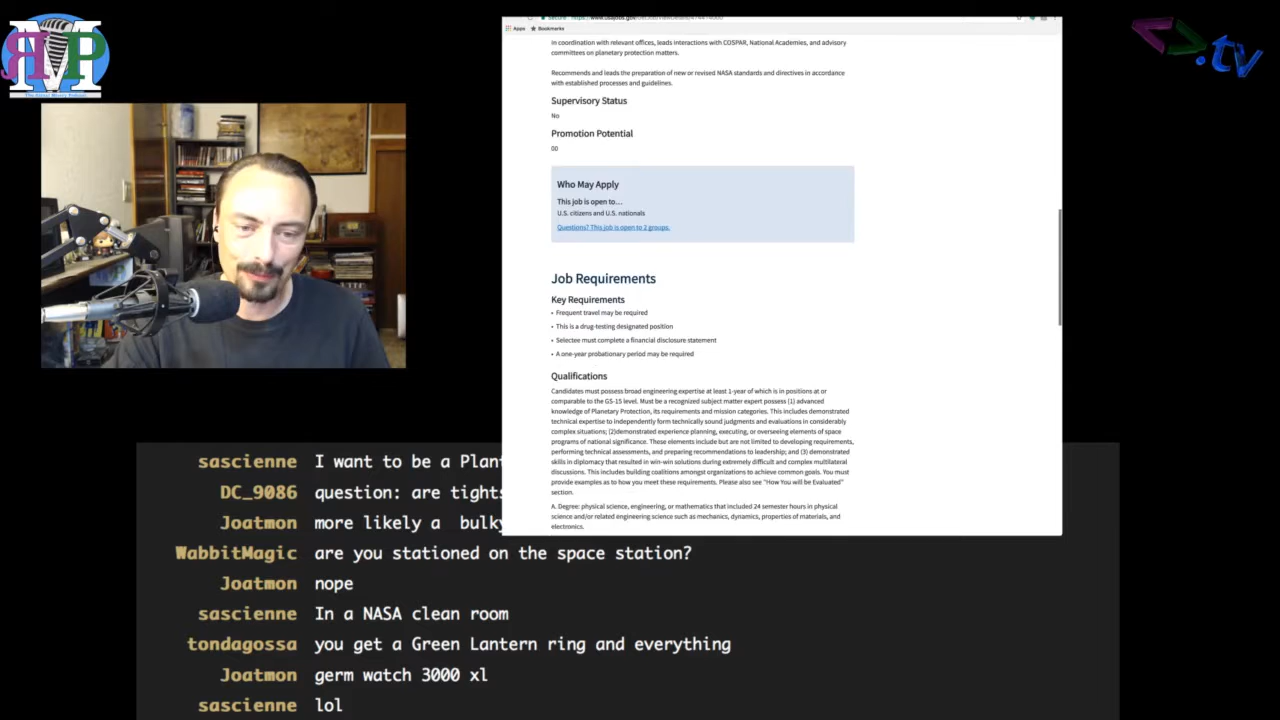 The Global Weekly Podcast
Secure
Apps
Bookmarks
in coordination with relevant offices, leads interactions with COSPAR, National Academies, and advisory
committees on planetary protection matters.
Recommends and leads the preparation of new or revised NASA standards and directives in accordance
with established processes and guidelines.
Supervisory Status
No
Promotion Potential
00
Who May Apply
This job is open to…
U.S. citizens and U.S. nationals
Questions? This job is open to 2 groups.
Job Requirements
Key Requirements
• Frequent travel may be required
• This is a drug-testing designated position
• Selectee must complete a financial disclosure statement
• A one-year probationary period may be required
Qualifications
Candidates must possess broad engineering expertise at least 1-year of which is in positions at or
comparable to the GS-15 level. Must be a recognized subject matter expert possess (1) advanced
knowledge of Planetary Protection, its requirements and mission categories. This includes demonstrated
technical expertise to independently form technically sound judgments and evaluations in considerably
complex situations; (2)demonstrated experience planning, executing, or overseeing elements of space
programs of national significance. These elements include but are not limited to developing requirements,
performing technical assessments, and preparing recommendations to leadership; and (3) demonstrated
skills in diplomacy that resulted in win-win solutions during extremely difficult and complex multilateral
discussions. This includes building coalitions amongst organizations to achieve common goals. You must
provide examples as to how you meet these requirements. Please also see "How You will be Evaluated"
section.
A. Degree: physical science, engineering, or mathematics that included 24 semester hours in physical
science and/or related engineering science such as mechanics, dynamics, properties of materials, and
electronics.
sascienne I want to be a Plan
DC_9086 question: are tights
Joatmon more likely a bulky
WabbitMagic are you stationed on the space station?
Joatmon nope
sascienne In a NASA clean room
tondagossa you get a Green Lantern ring and everything
Joatmon germ watch 3000 xl
sascienne lol